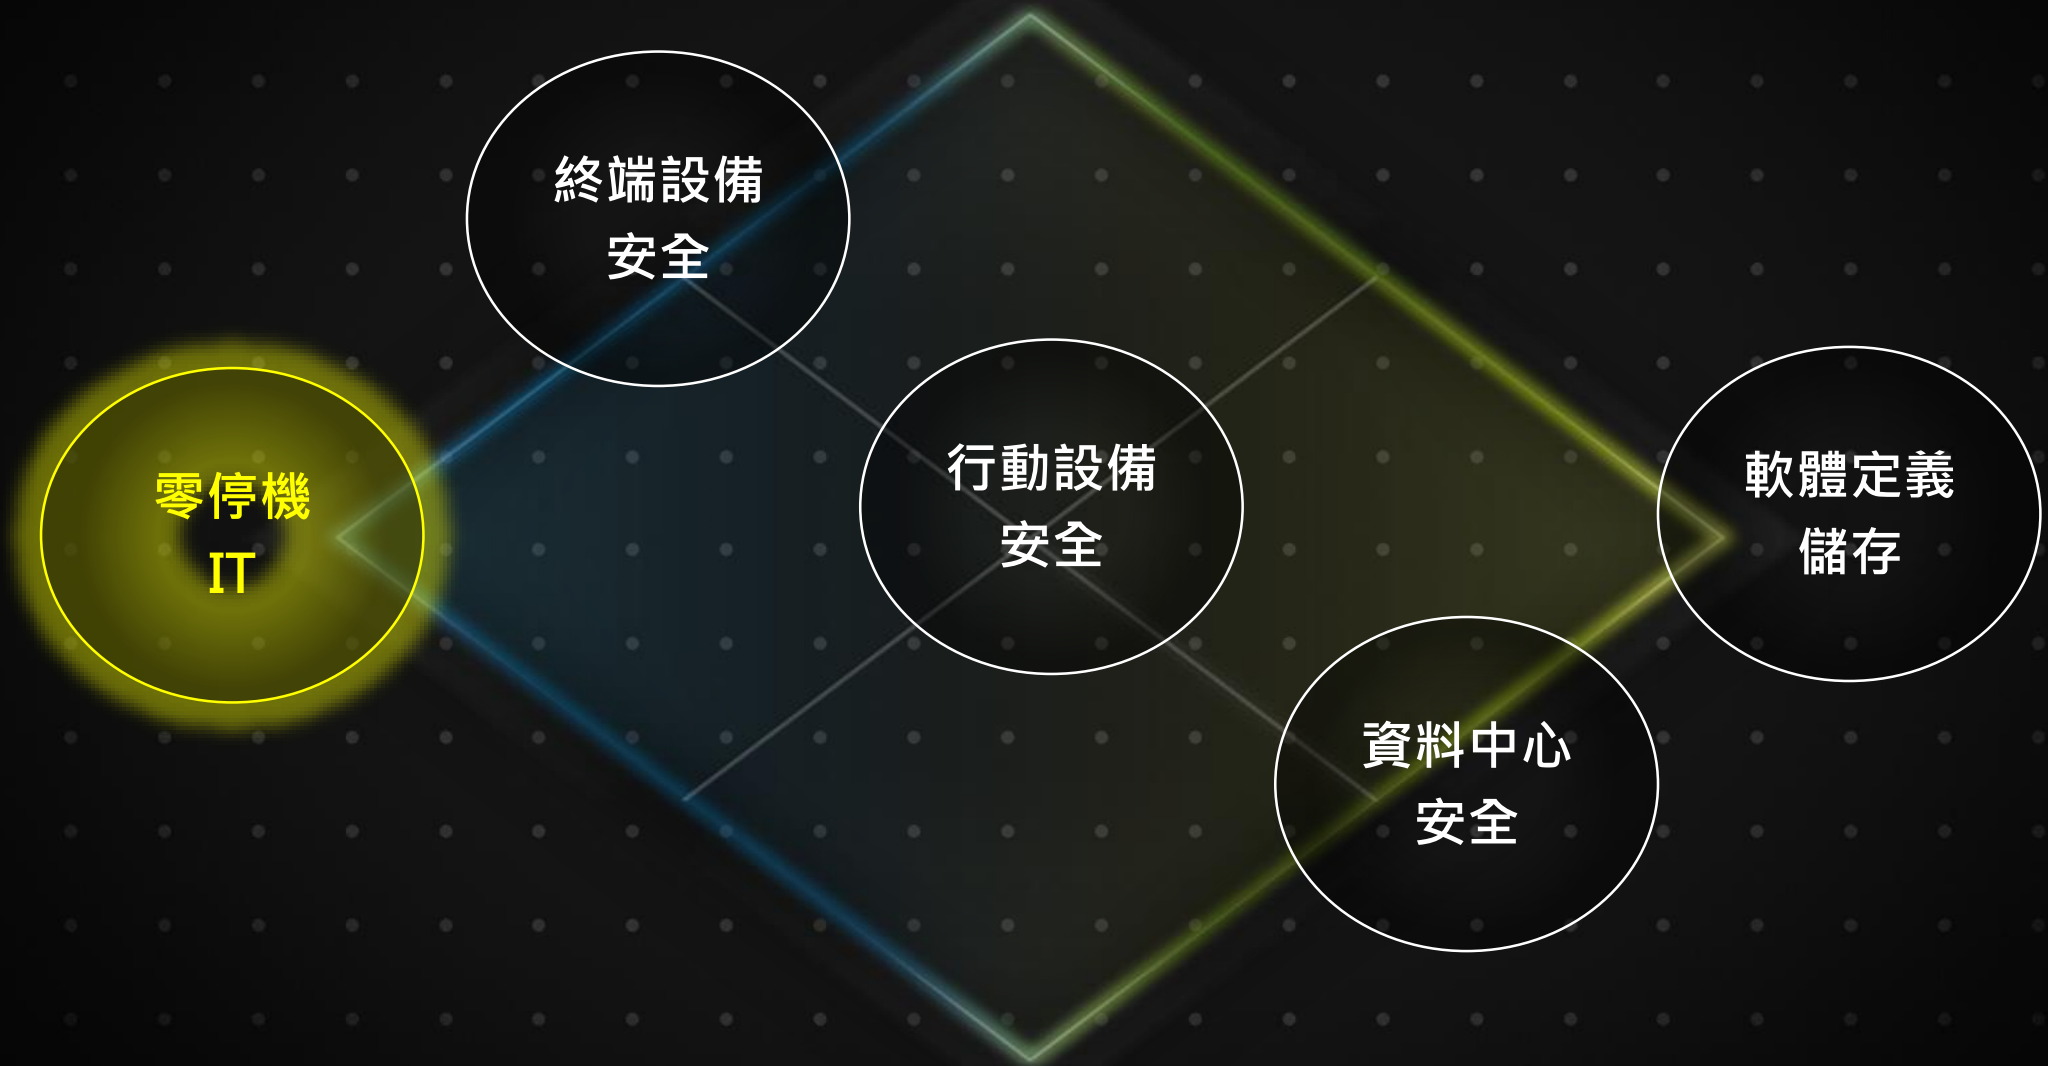 終端設備
安全
零停機
IT
行動設備
安全
軟體定義
儲存
資料中心
安全